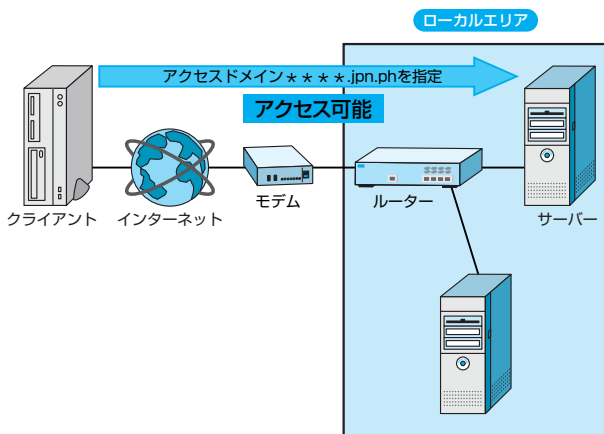 ローカルエリア
アクセスドメイン****.jpn.phを指定
アクセス可能
クライアント
インターネット
モデム
ルーター
サーバー